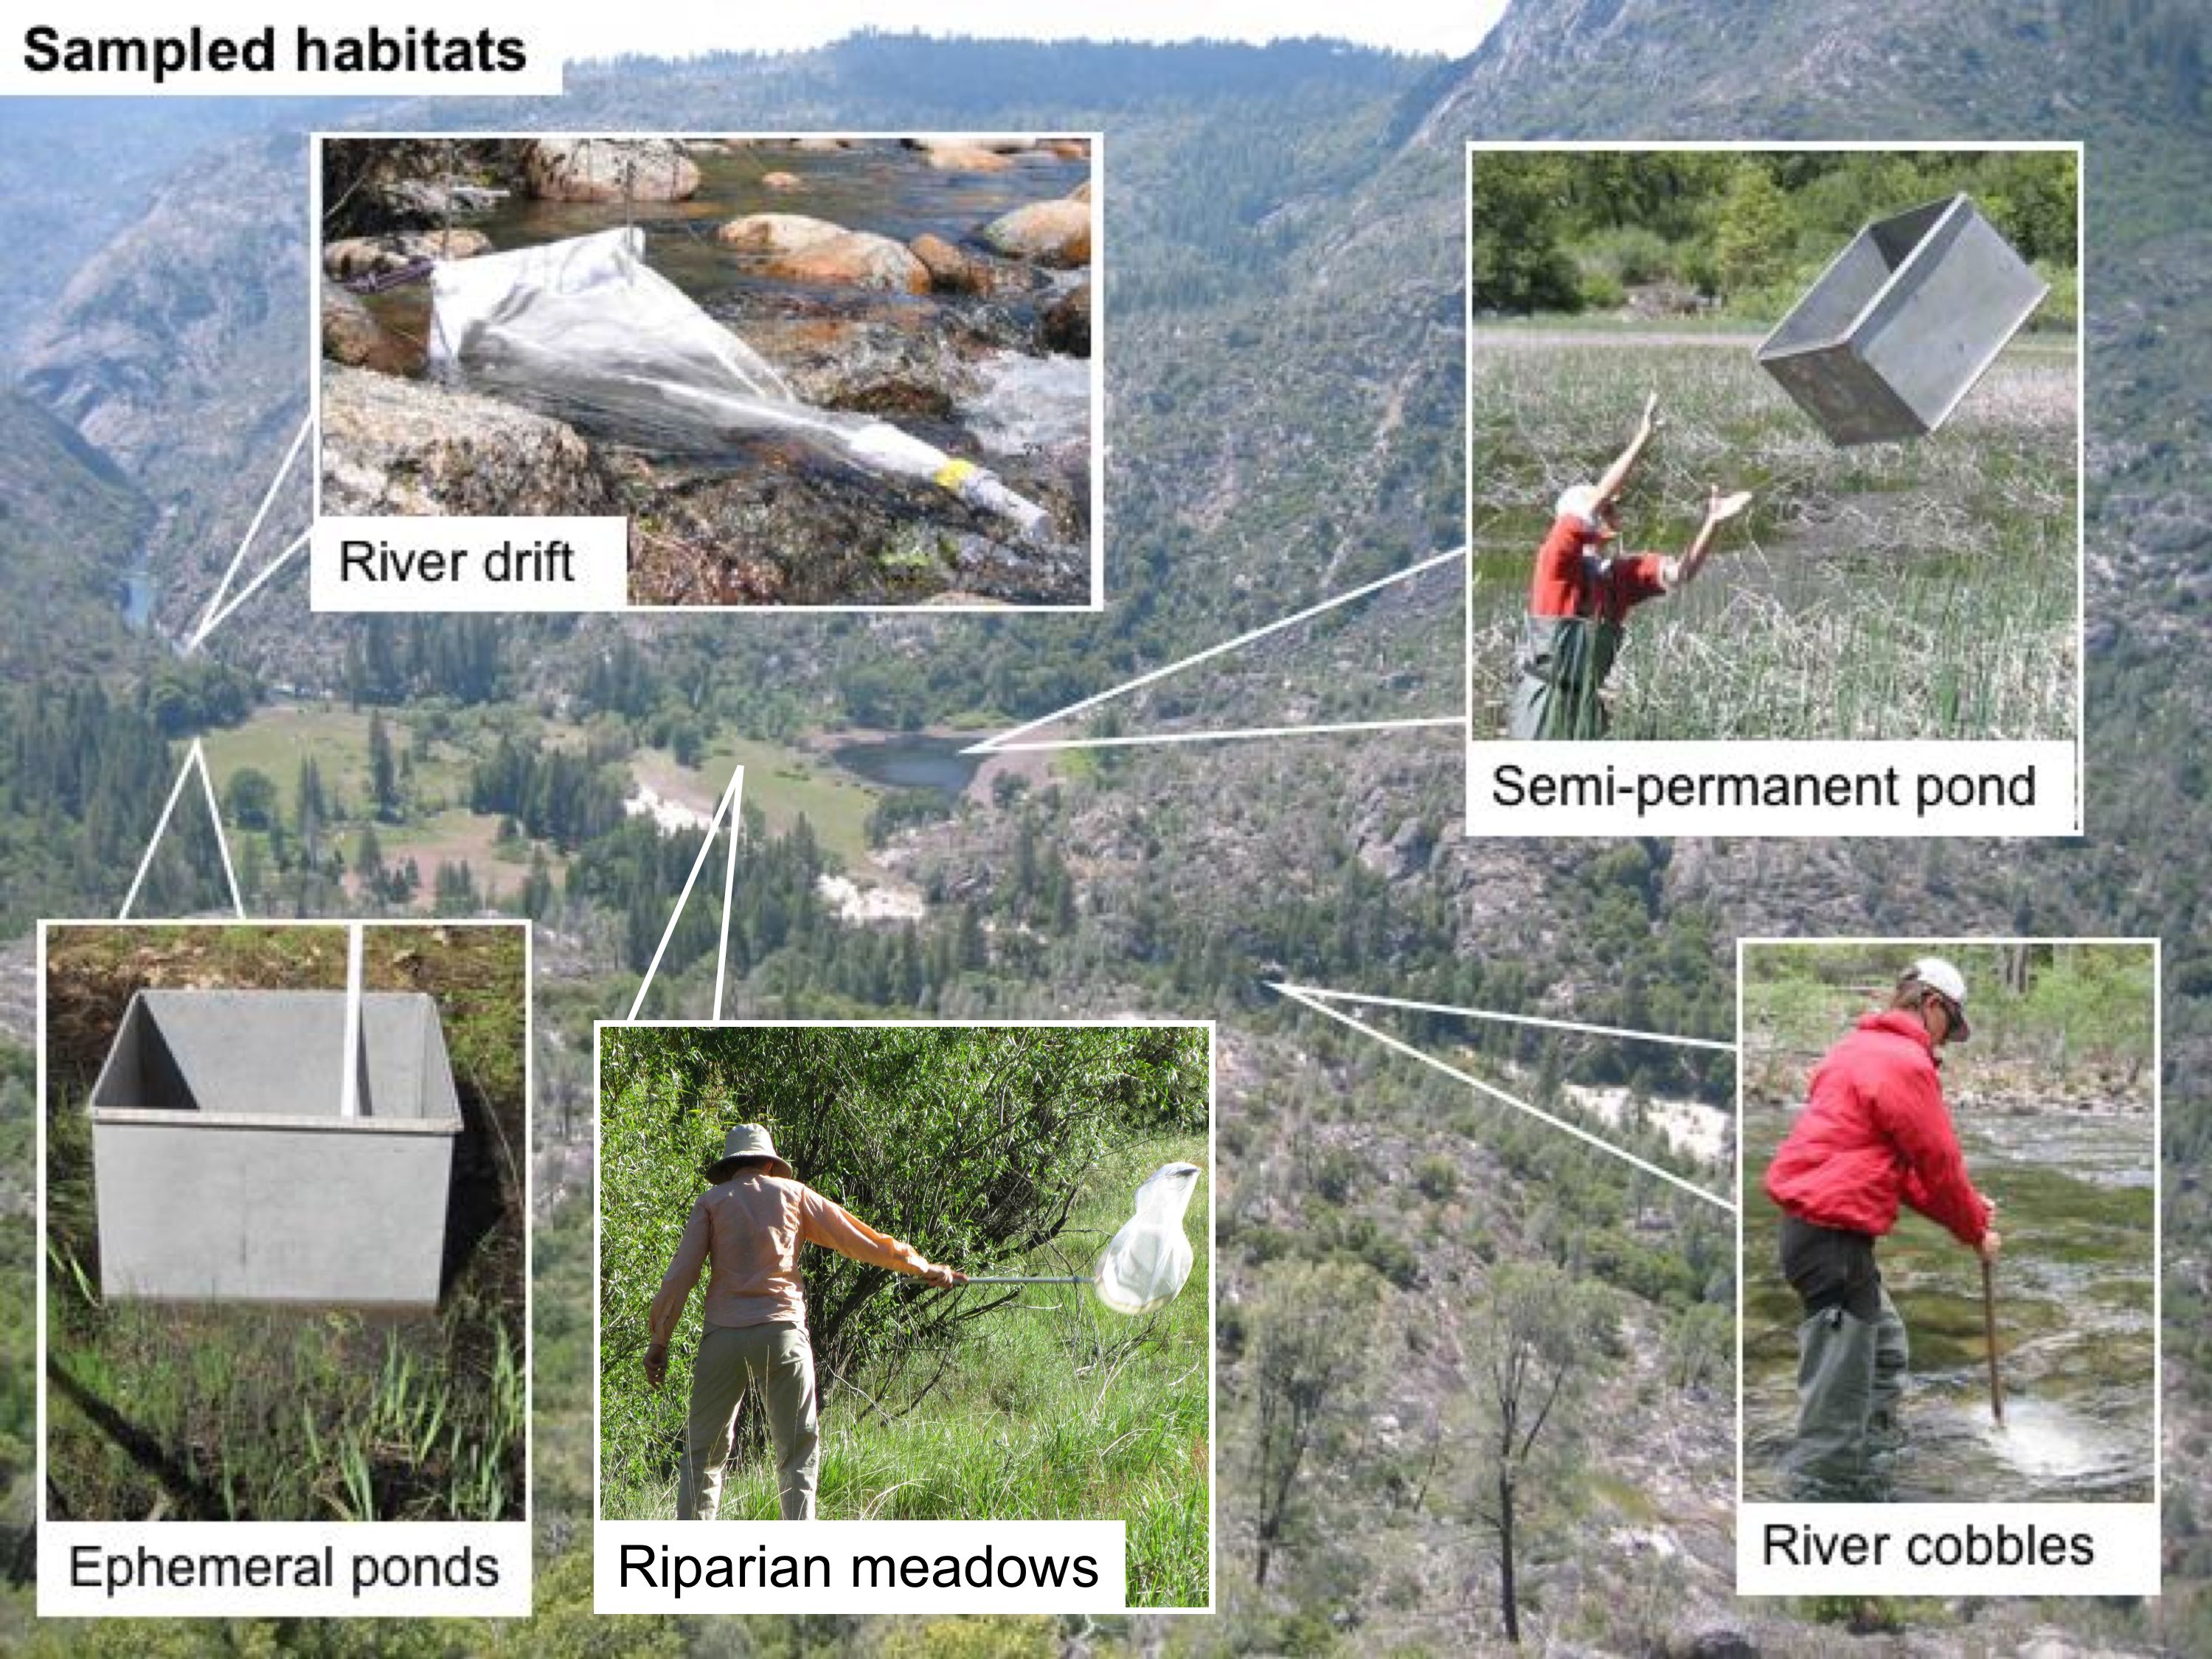 Sampled habitats
River drift
Semi-permanent pond
Ephemeral ponds
Riparian meadows
River cobbles